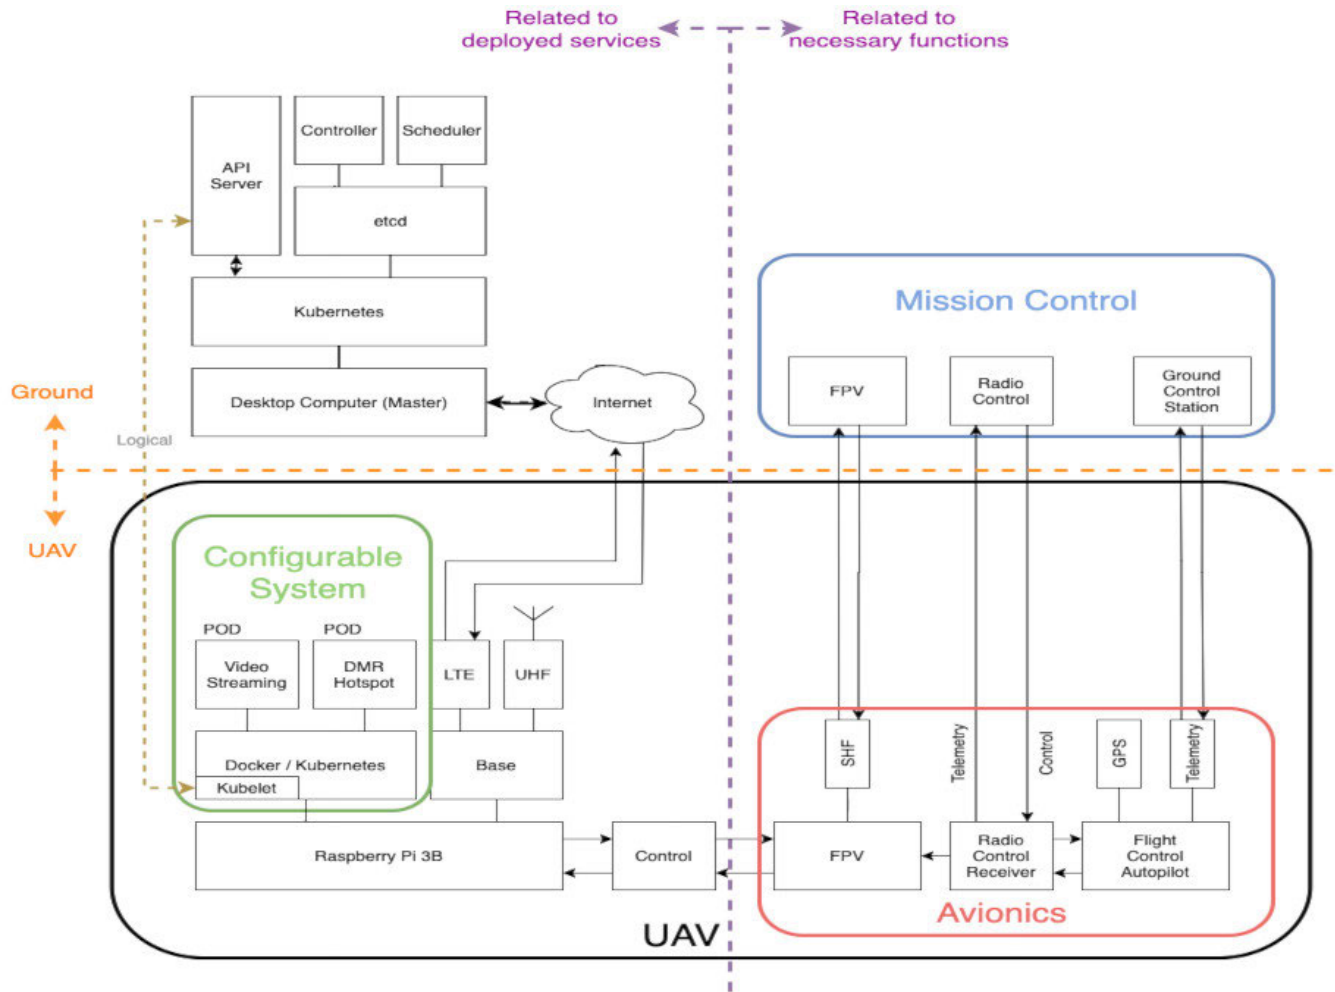 Related to
deployed services
Related to
necessary functions
API
Server
Controller
Scheduler
etcd
Kubernetes
Desktop Computer (Master)
Internet
Mission Control
FPV
Radio
Control
Ground
Control
Station
Ground
Logical
UAV
Configurable
System
POD
POD
Video
Streaming
DMR
Hotspot
LTE
UHF
Docker / Kubernetes
Kubelet
Base
SHF
Telemetry
Control
GPS
Telemetry
Raspberry Pi 3B
Control
FPV
Radio
Control
Receiver
Flight
Control
Autopilot
Avionics
UAV